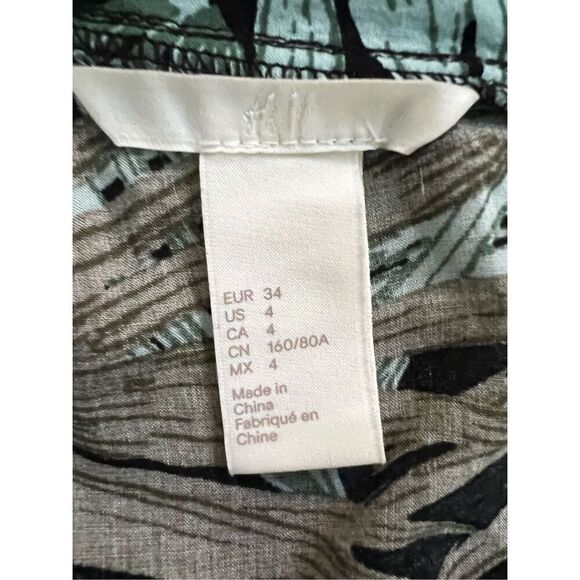 EUR 34
US 4
CA 4
CN 160/80A
MX 4
Made in
China
Fabriqué en
Chine